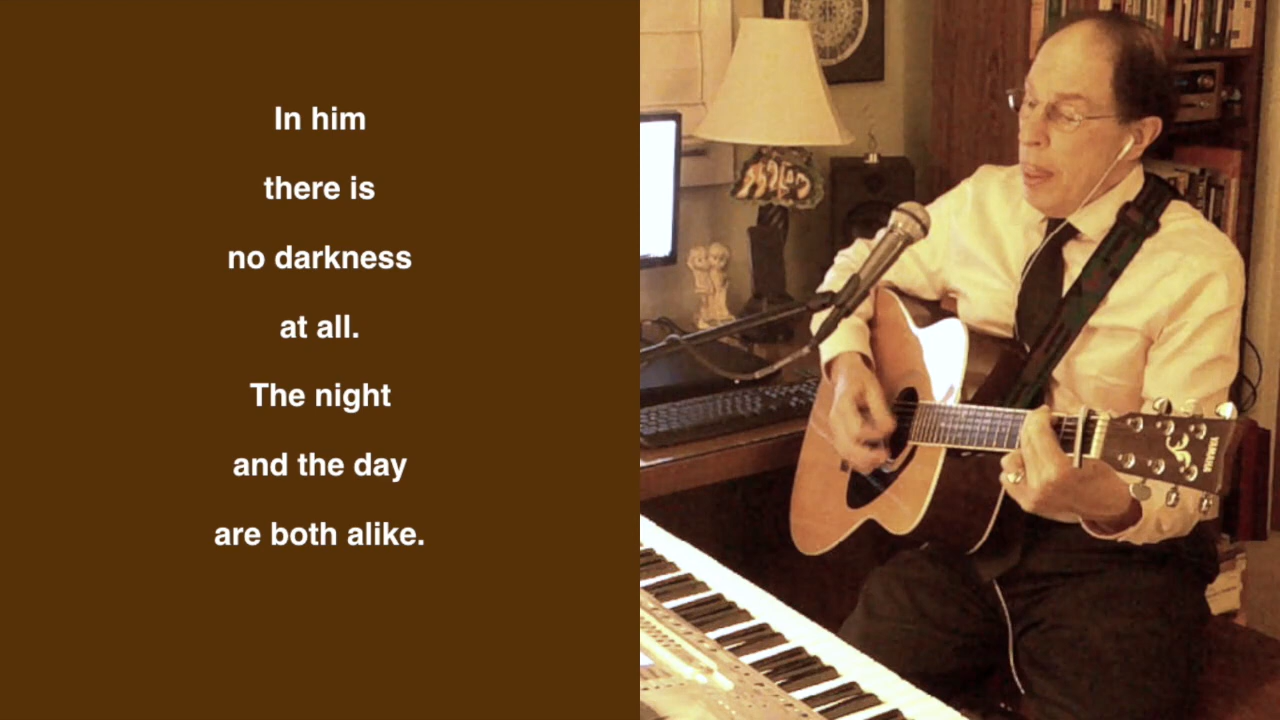 In him
there is
no darkness
at all.
The night
and the day
are both alike.
YAMAHA